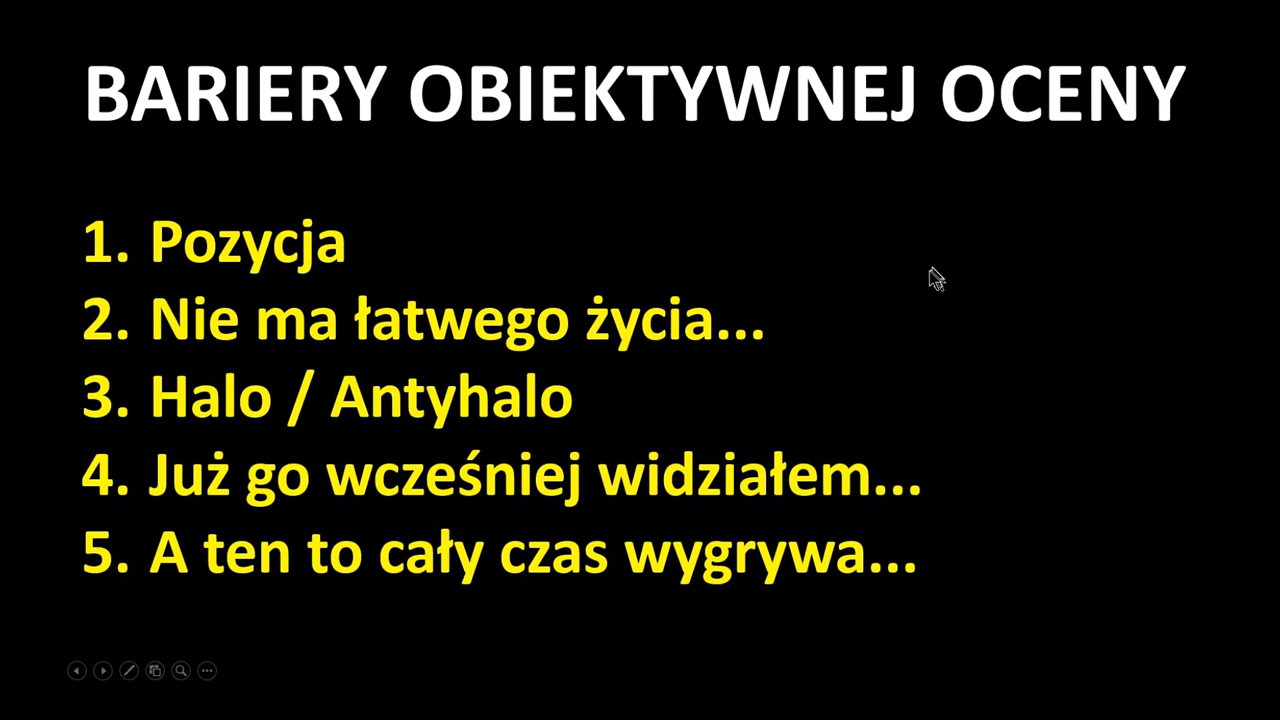 BARIERY OBIEKTYWNEJ OCENY
1. Pozycja
2. Nie ma łatwego życia...
3. Halo / Antyhalo
4. Już go wcześniej widziałem...
5. A ten to cały czas wygrywa...